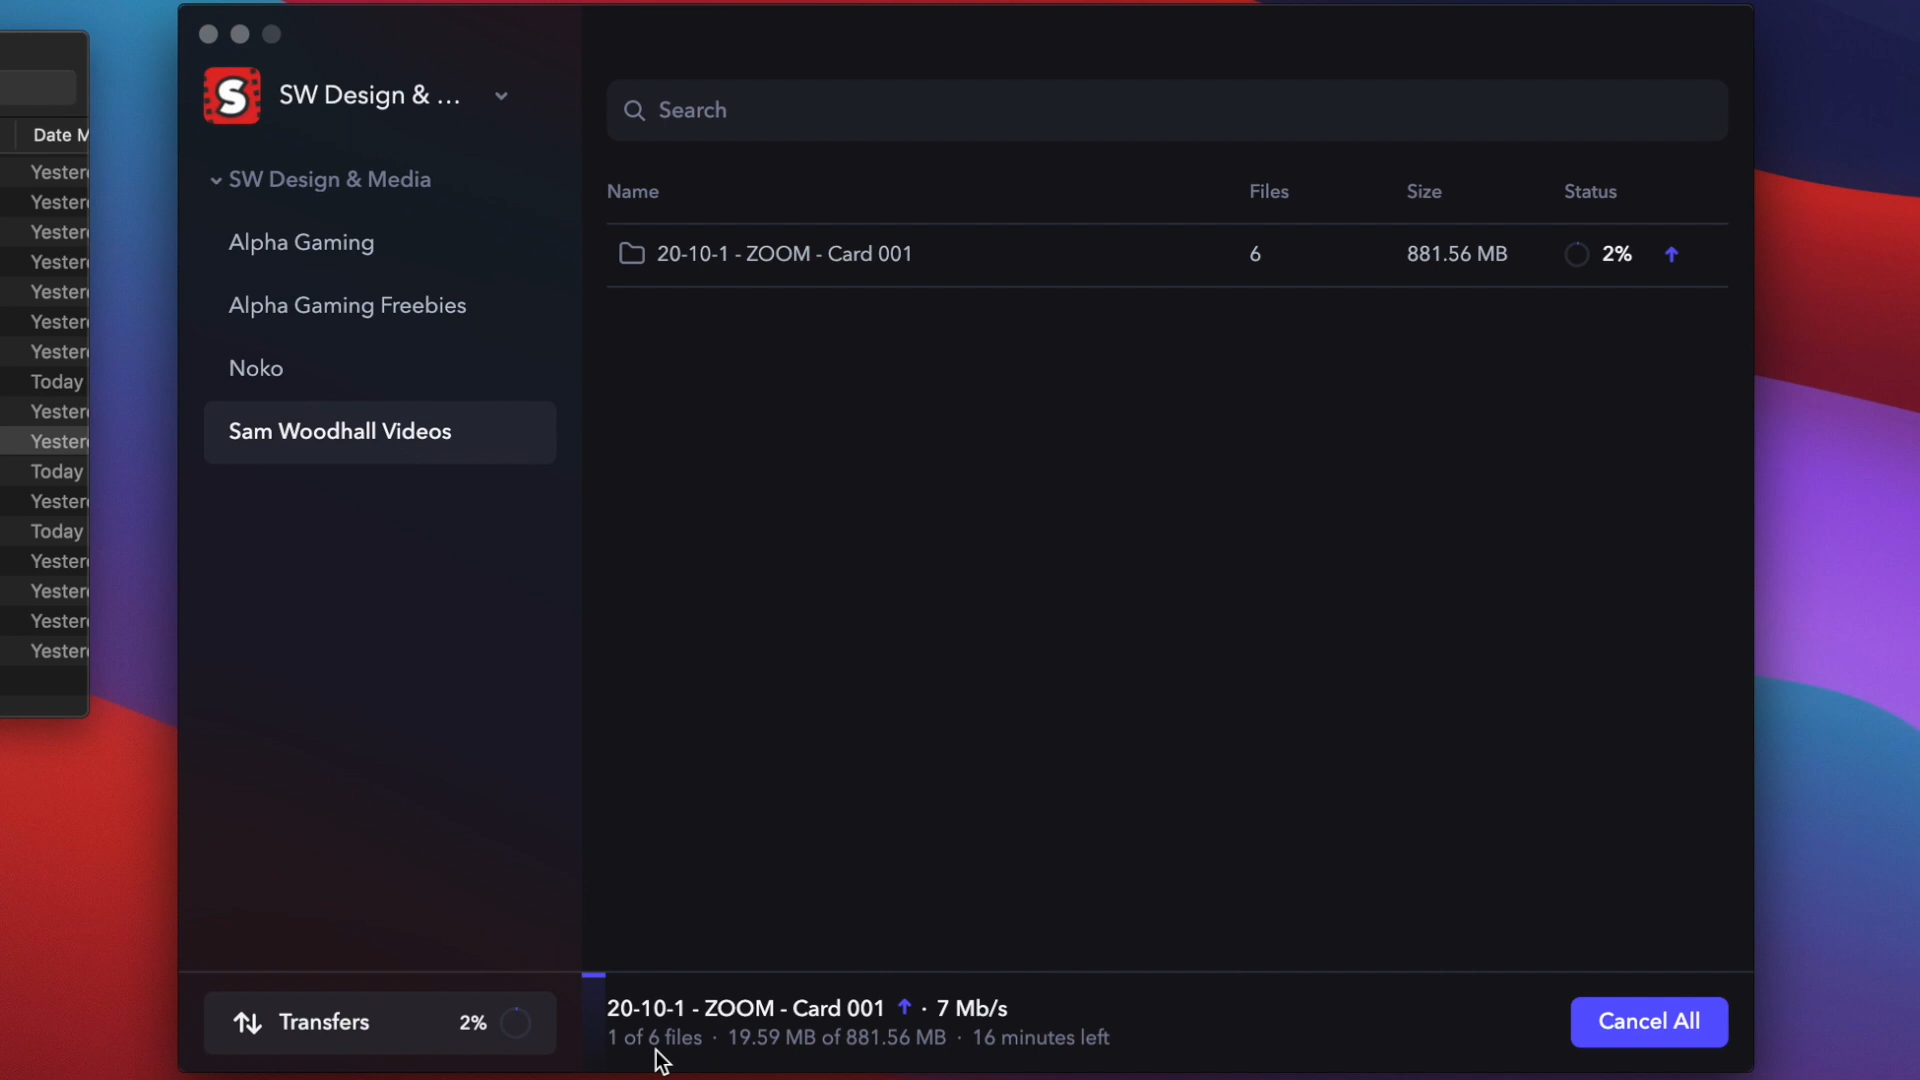 Date M
Yester
Yester
Yester
Yester
Yester
Yester
Yester
Today
Yester
Yester
Today
Yester
Today
Yester
Yester
Yester
Yester
S
SW Design & ...
SW Design & Media
Alpha Gaming
Alpha Gaming Freebies
Noko
Sam Woodhall Videos
Transfers 2%
Search
Name Files Size Status
20-10-1 - ZOOM - Card 001 6 881.56 MB 2%
20-10-1 - ZOOM - Card 001 · 7 Mb/s
1 of 6 files · 19.59 MB of 881.56 MB · 16 minutes left
Cancel All